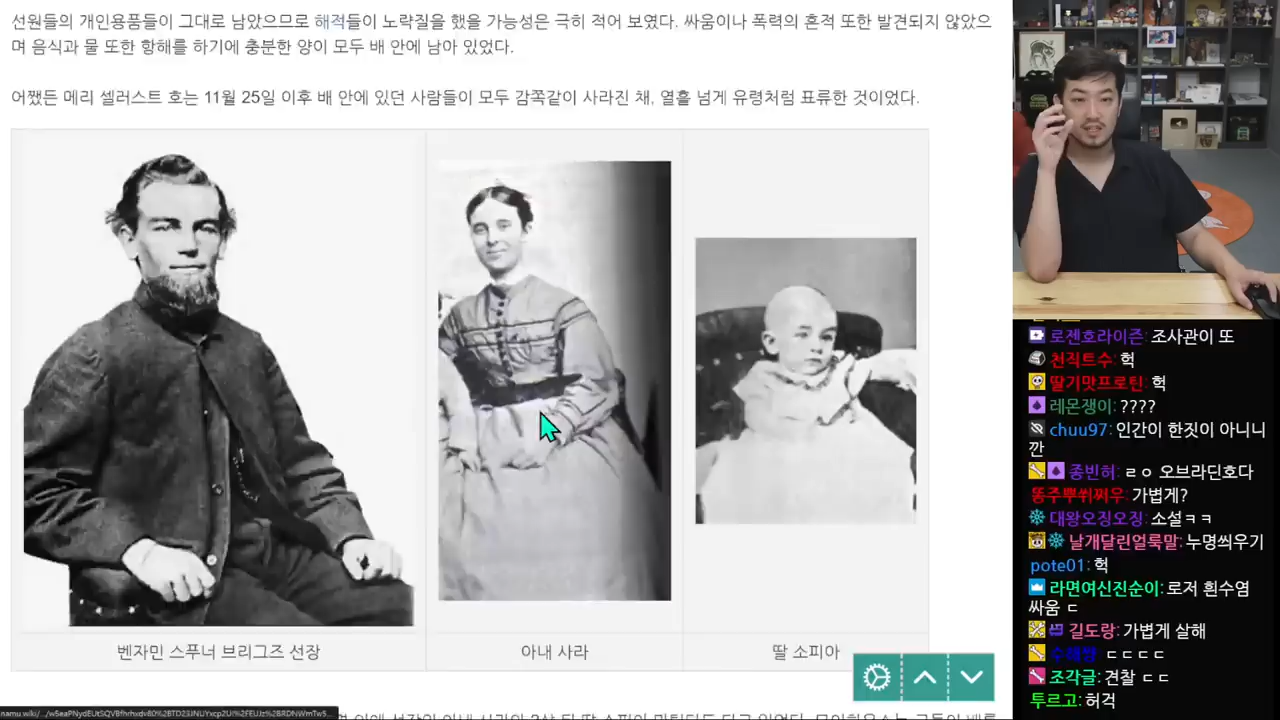 선원들의 개인용품들이 그대로 남았으므로 해적들이 노락질을 했을 가능성은 극히 적어 보였다. 싸움이나 폭력의 흔적 또한 발견되지 않았으
며 음식과 물 또한 항해를 하기에 충분한 양이 모두 배 안에 남아 있었다.
어쨌든 메리 셀러스트 호는 11월 25일 이후 배 안에 있던 사람들이 모두 감쪽같이 사라진 채, 열흘 넘게 유령처럼 표류한 것이었다.
벤자민 스푸너 브리그즈 선장
아내 사라
딸 소피아
로젠호라이즌: 조사관이 또
천직트수: 헉
딸기맛프로틴: 헉
레몬쟁이: ????
chuu97: 인간이 한짓이 아니니
깐
종빈허: ㄹㅇ 오브라딘호다
똥주뿌쒸찌우: 가볍게?
대왕오징오징: 소설ㅋㅋ
날개달린얼룩말: 누명씌우기
pote01: 헉
라면여신진순이: 로저 흰수염
싸움 ㄷ
길도랑: 가볍게 살해
ㄷㄷㄷㄷ
조각글: 견찰 ㄷㄷ
투르고: 허걱